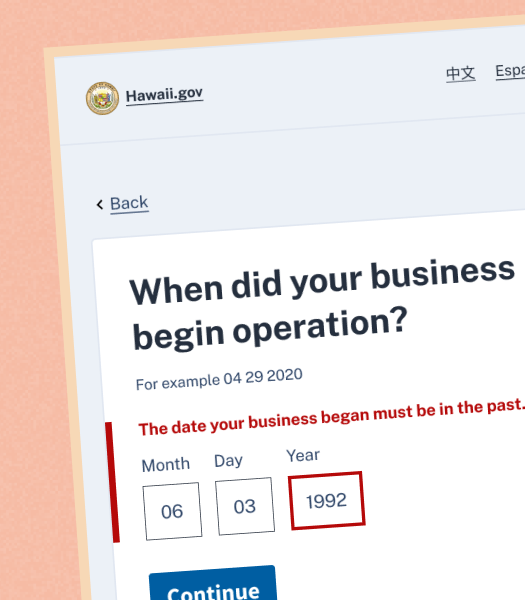 Hawaii.gov
中文
Back
When did your business
begin operation?
For example 04 29 2020
The date your business began must be in the past.
Month Day Year
06 03 1992
Continue